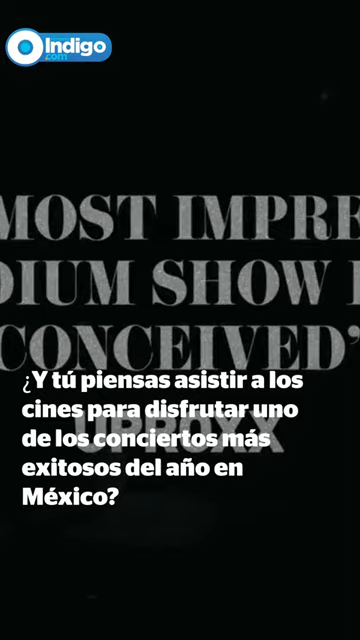 Indigo
.com
MOST IMPRE
DIUM SHOW
CONCEIVED"
¿Y tú piensas asistir a los
cines para disfrutar uno
de los conciertos más
UPROXX
exitosos del año en
México?